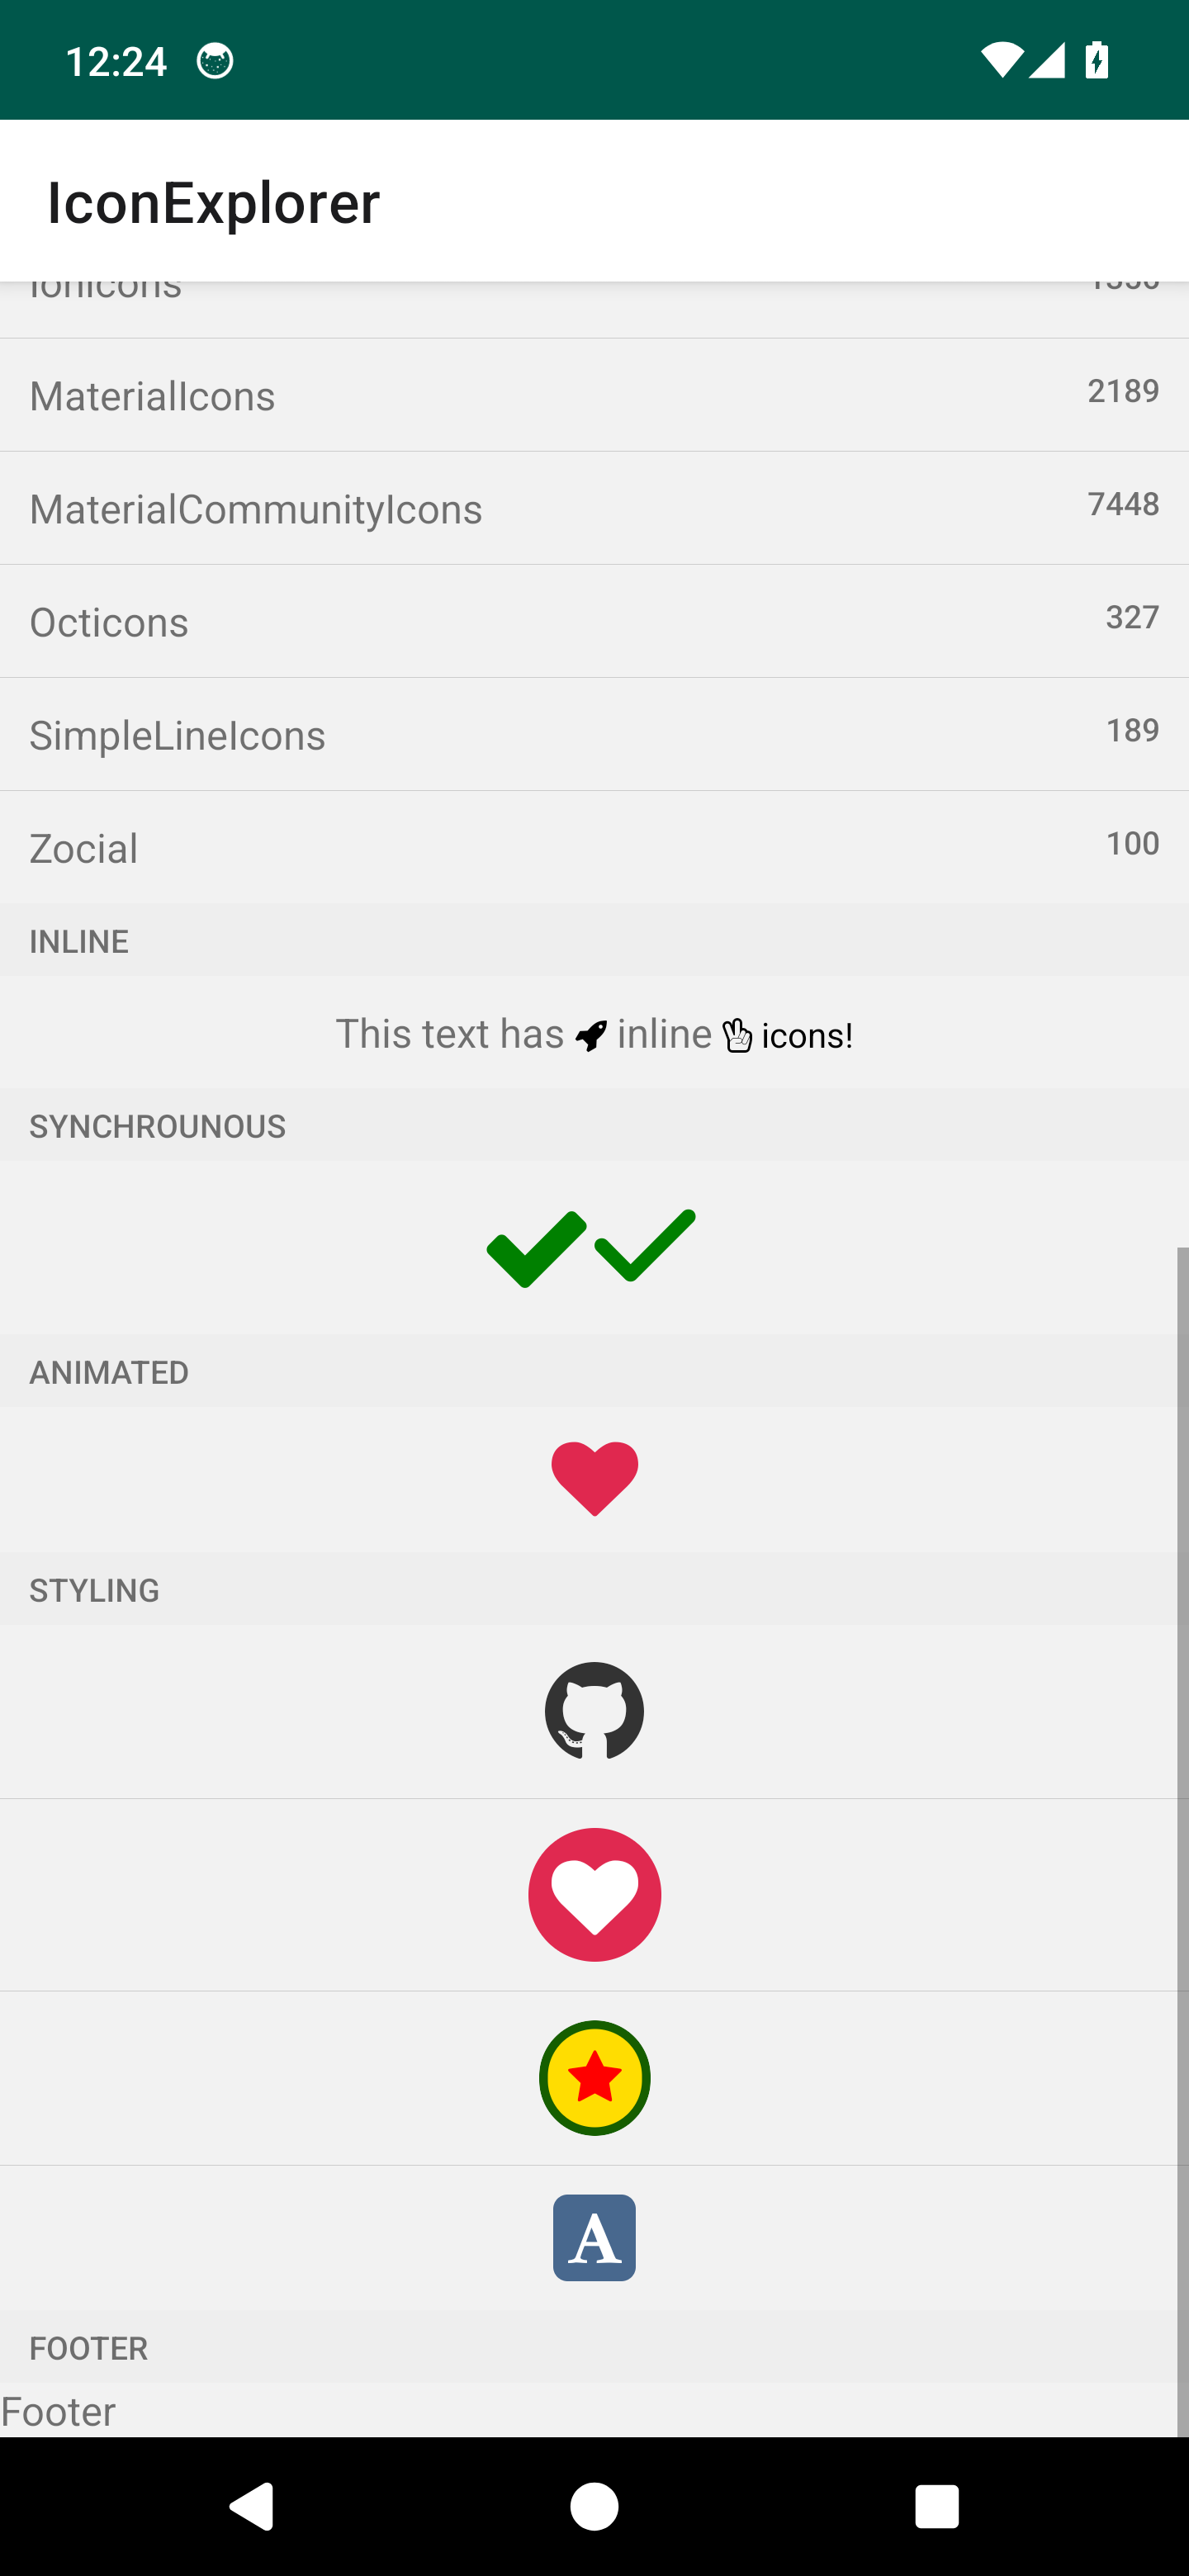 12:24
IconExplorer
Ionicons
MaterialIcons 2189
MaterialCommunityIcons 7448
Octicons 327
SimpleLineIcons 189
Zocial 100
INLINE
This text has inline icons!
SYNCHROUNOUS
ANIMATED
STYLING
A
FOOTER
Footer